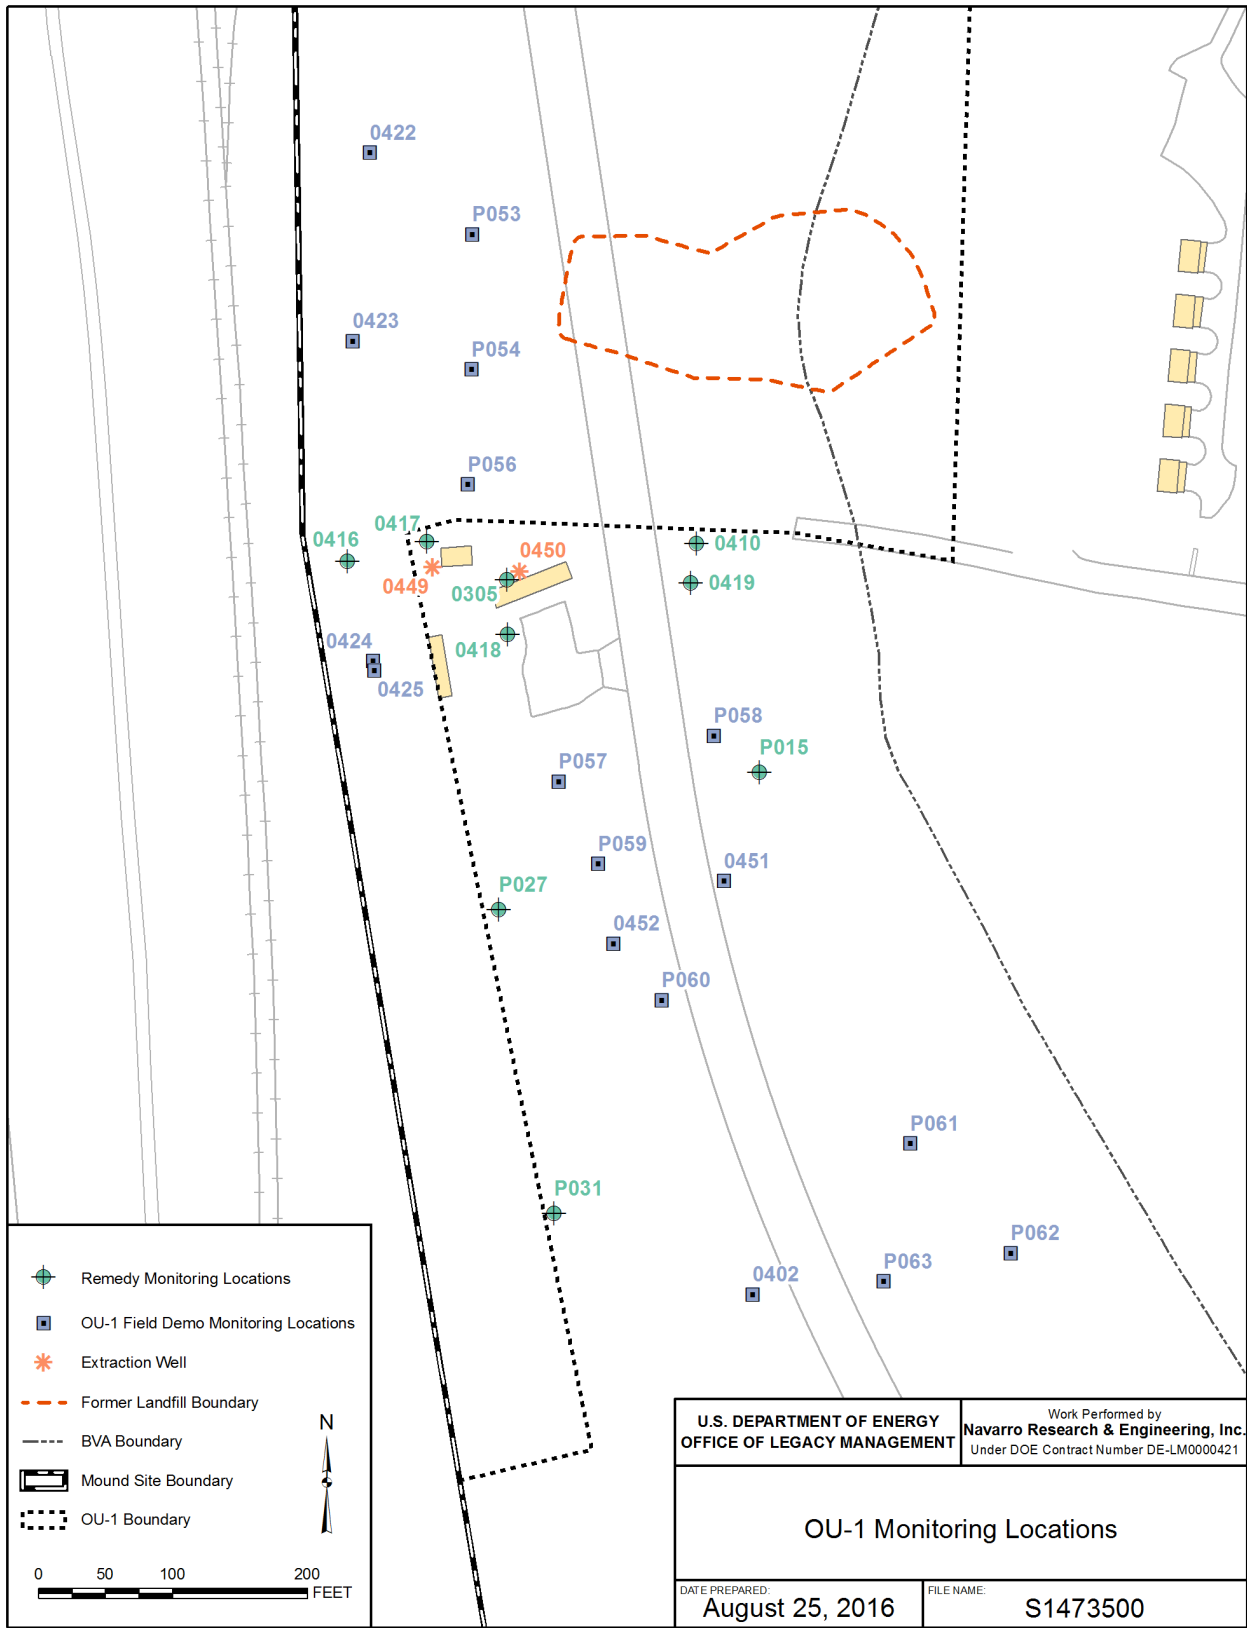 0422
P053
0423
P054
P056
0417
0416
0410
0450
0449
0419
0305
0424
0418
0425
P058
P015
P057
P059
0451
P027
0452
P060
P061
P031
P062
P063
0402
Remedy Monitoring Locations
OU-1 Field Demo Monitoring Locations
Extraction Well
Former Landfill Boundary
BVA Boundary
Mound Site Boundary
OU-1 Boundary
N
0 50 100 200
FEET
U.S. DEPARTMENT OF ENERGY
OFFICE OF LEGACY MANAGEMENT
Work Performed by
Navarro Research & Engineering, Inc.
Under DOE Contract Number DE-LM0000421
OU-1 Monitoring Locations
DATE PREPARED:
August 25, 2016
FILE NAME:
S1473500